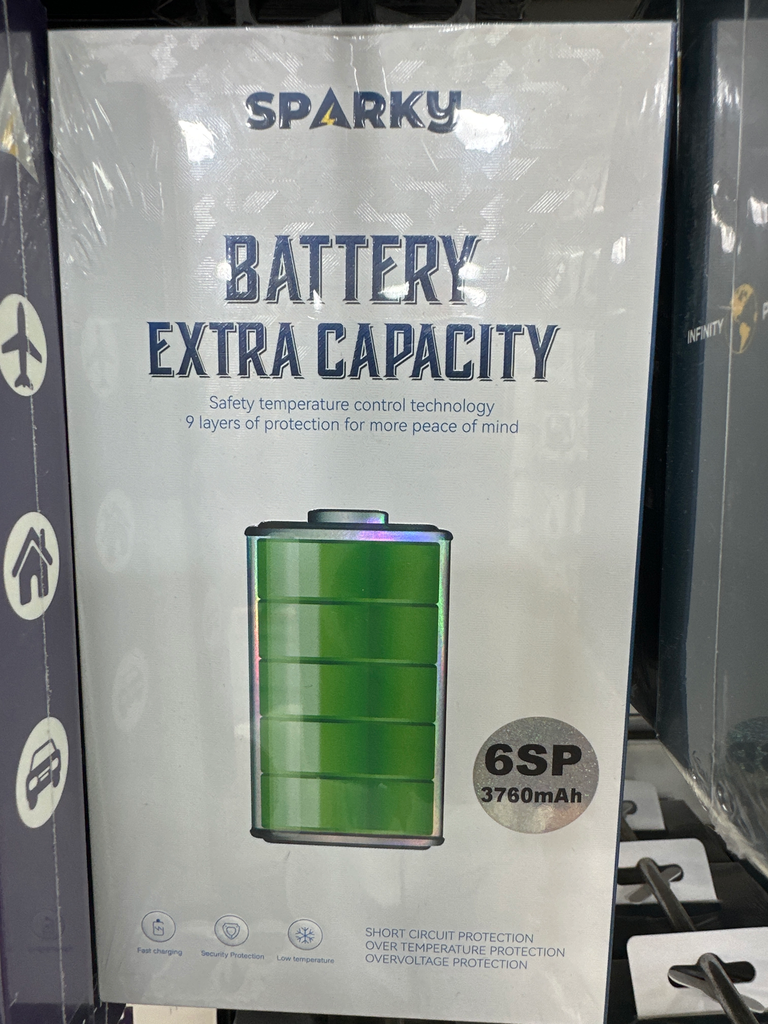 SPARKY
BATTERY
EXTRA CAPACITY
Safety temperature control technology
9 layers of protection for more peace of mind
INFINITY
6SP
3760mAh
Fast charging
Security Protection
Low temperature
SHORT CIRCUIT PROTECTION
OVER TEMPERATURE PROTECTION
OVERVOLTAGE PROTECTION